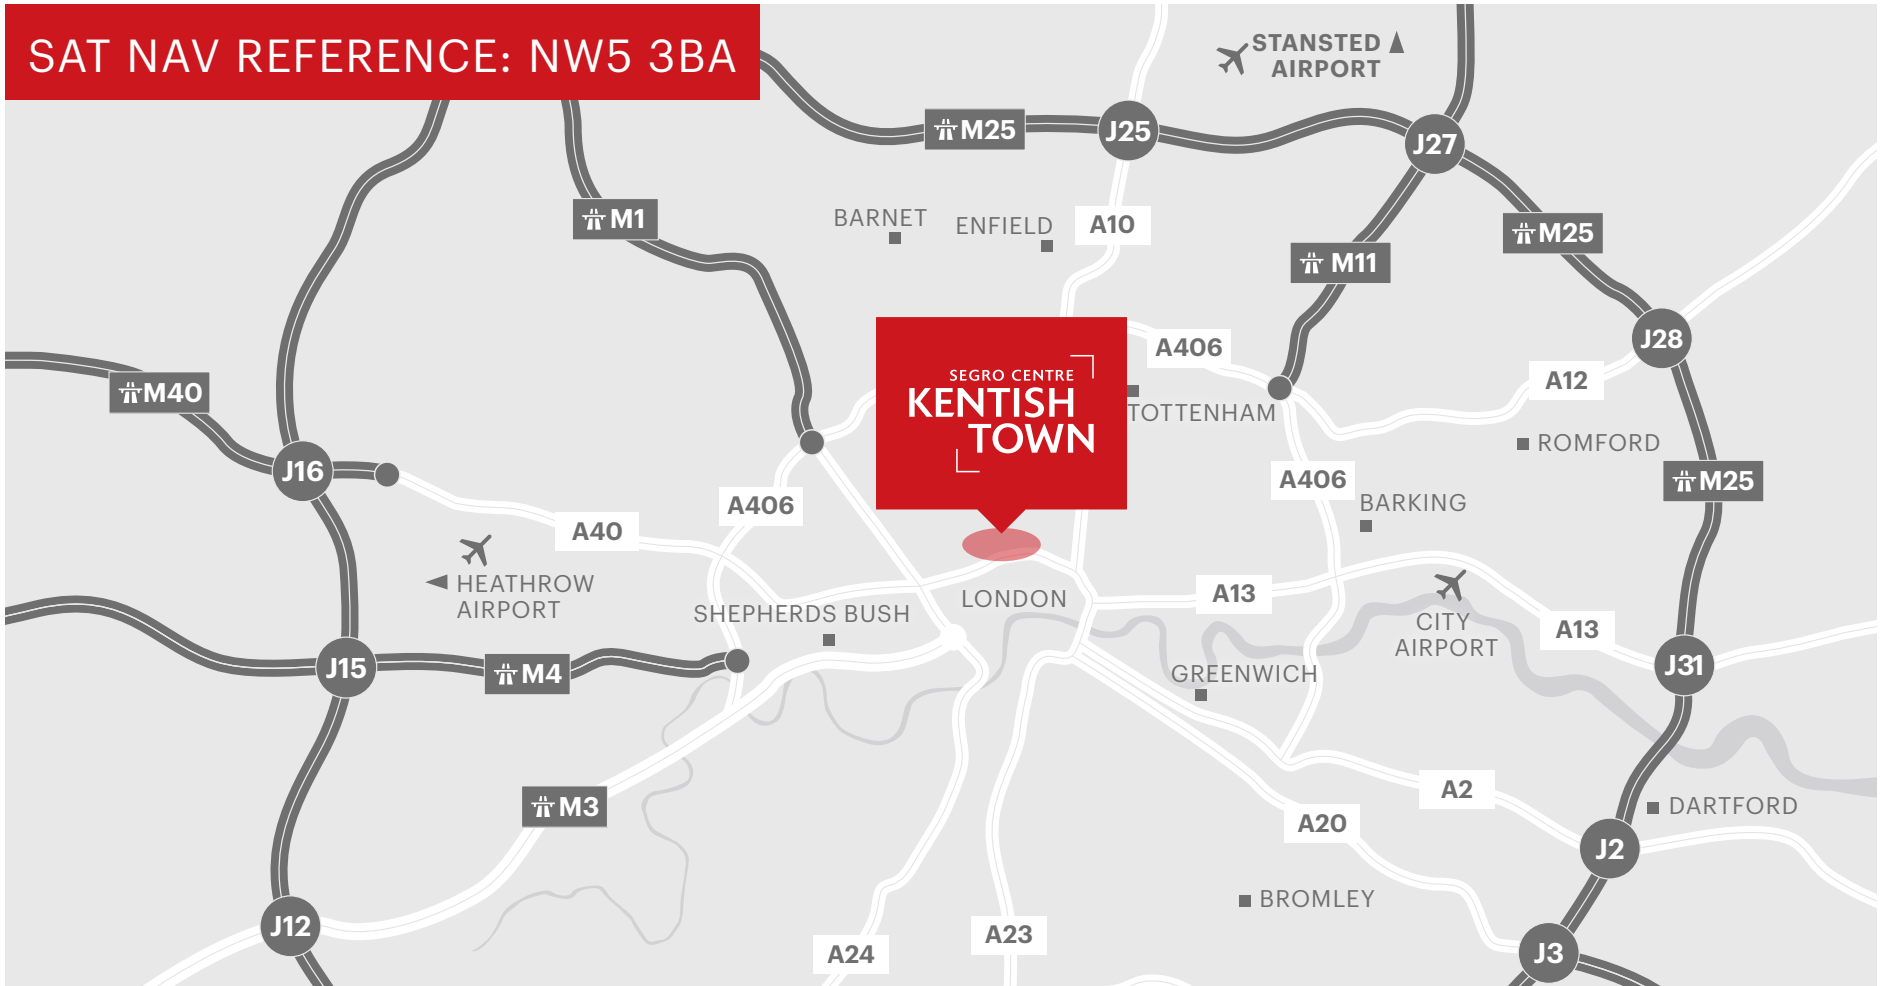 SAT NAV REFERENCE: NW5 3BA
STANSTED
AIRPORT
M25
J25
J27
M1
BARNET
ENFIELD
A10
M11
M25
J28
A406
A12
M40
SEGRO CENTRE
KENTISH
TOWN
TOTTENHAM
ROMFORD
J16
A406
A406
M25
BARKING
A40
HEATHROW
AIRPORT
SHEPHERDS BUSH
LONDON
A13
CITY
AIRPORT
A13
J15
M4
GREENWICH
J31
M3
A2
DARTFORD
A20
J2
BROMLEY
J12
A24
A23
J3